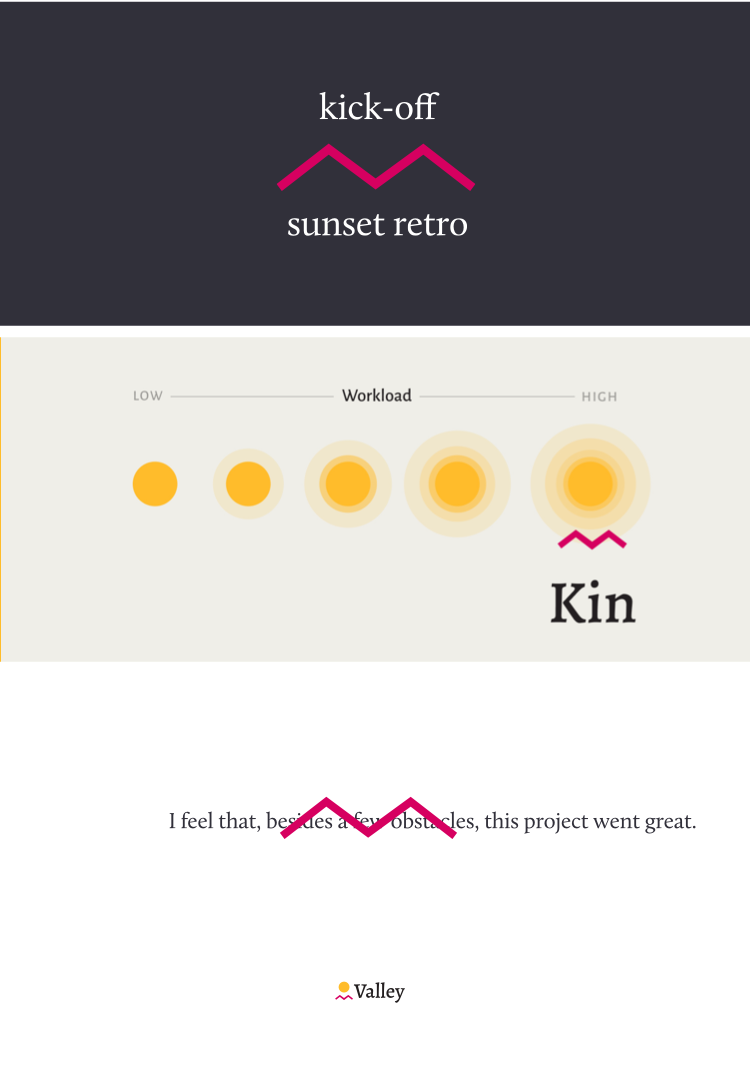 kick-off
sunset retro
LOW Workload HIGH
Kin
I feel that, besides a few obstacles, this project went great.
Valley